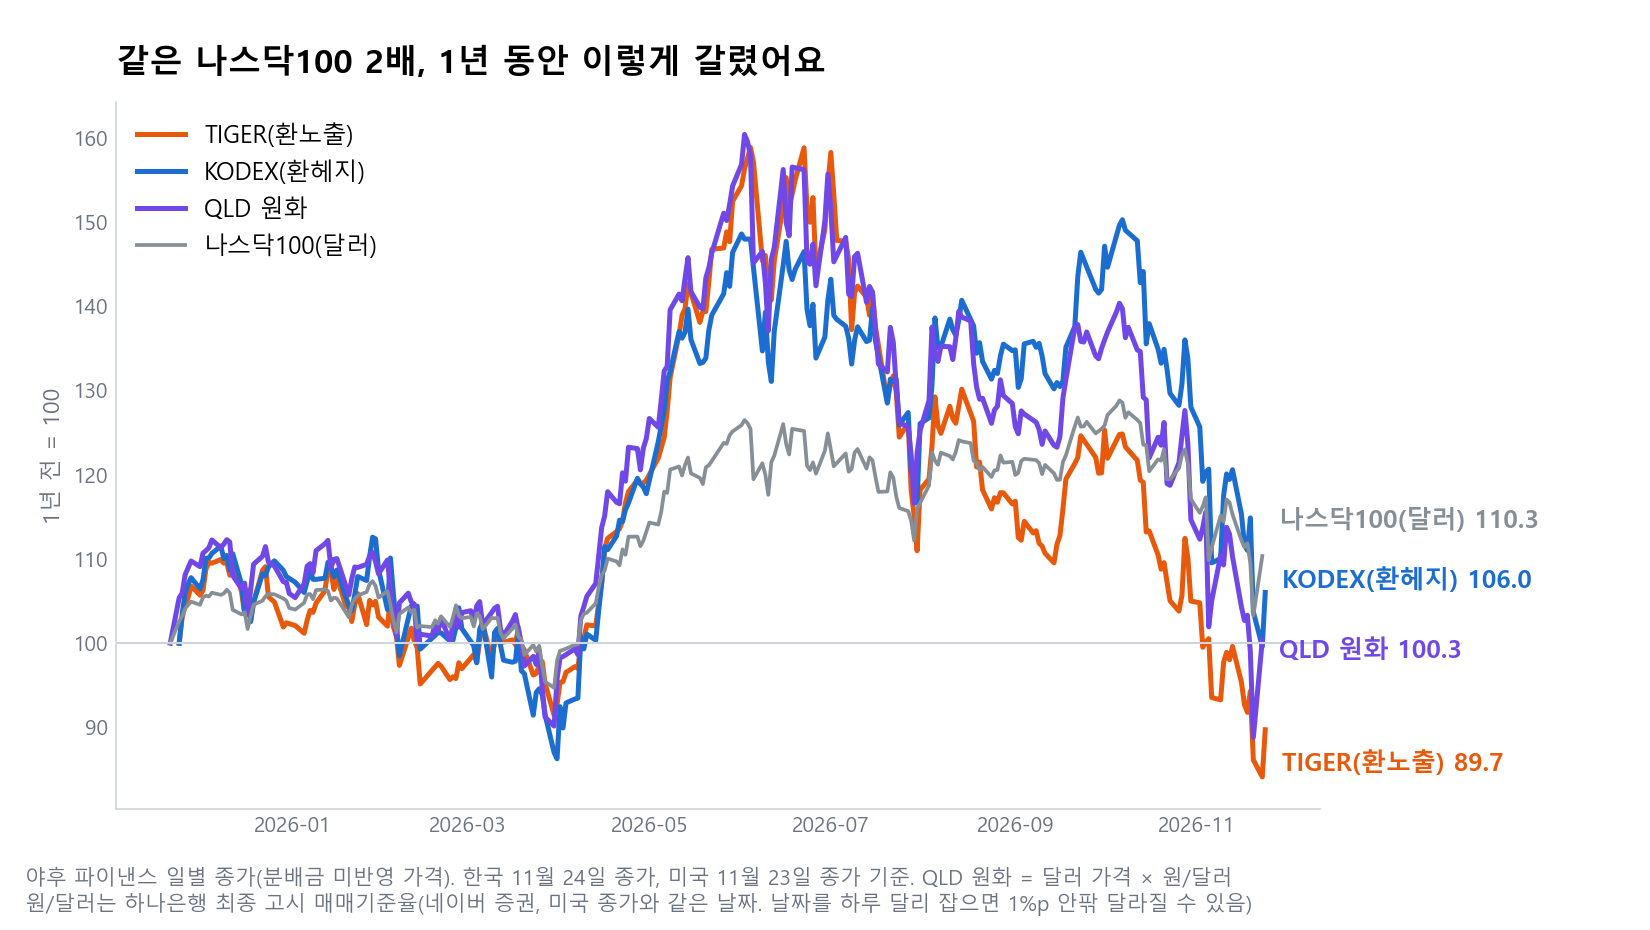 같은 나스닥100 2배, 1년 동안 이렇게 갈렸어요
TIGER(환노출)
KODEX(환헤지)
QLD 원화
나스닥100(달러)
1년 전 = 100
160
150
140
130
120
110
100
90
나스닥100(달러) 110.3
KODEX(환헤지) 106.0
QLD 원화 100.3
TIGER(환노출) 89.7
2026-01
2026-03
2026-05
2026-07
2026-09
2026-11
야후 파이낸스 일별 종가(분배금 미반영 가격). 한국 11월 24일 종가, 미국 11월 23일 종가 기준. QLD 원화 = 달러 가격 × 원/달러
원/달러는 하나은행 최종 고시 매매기준율(네이버 증권, 미국 종가와 같은 날짜. 날짜를 하루 달리 잡으면 1%p 안팎 달라질 수 있음)